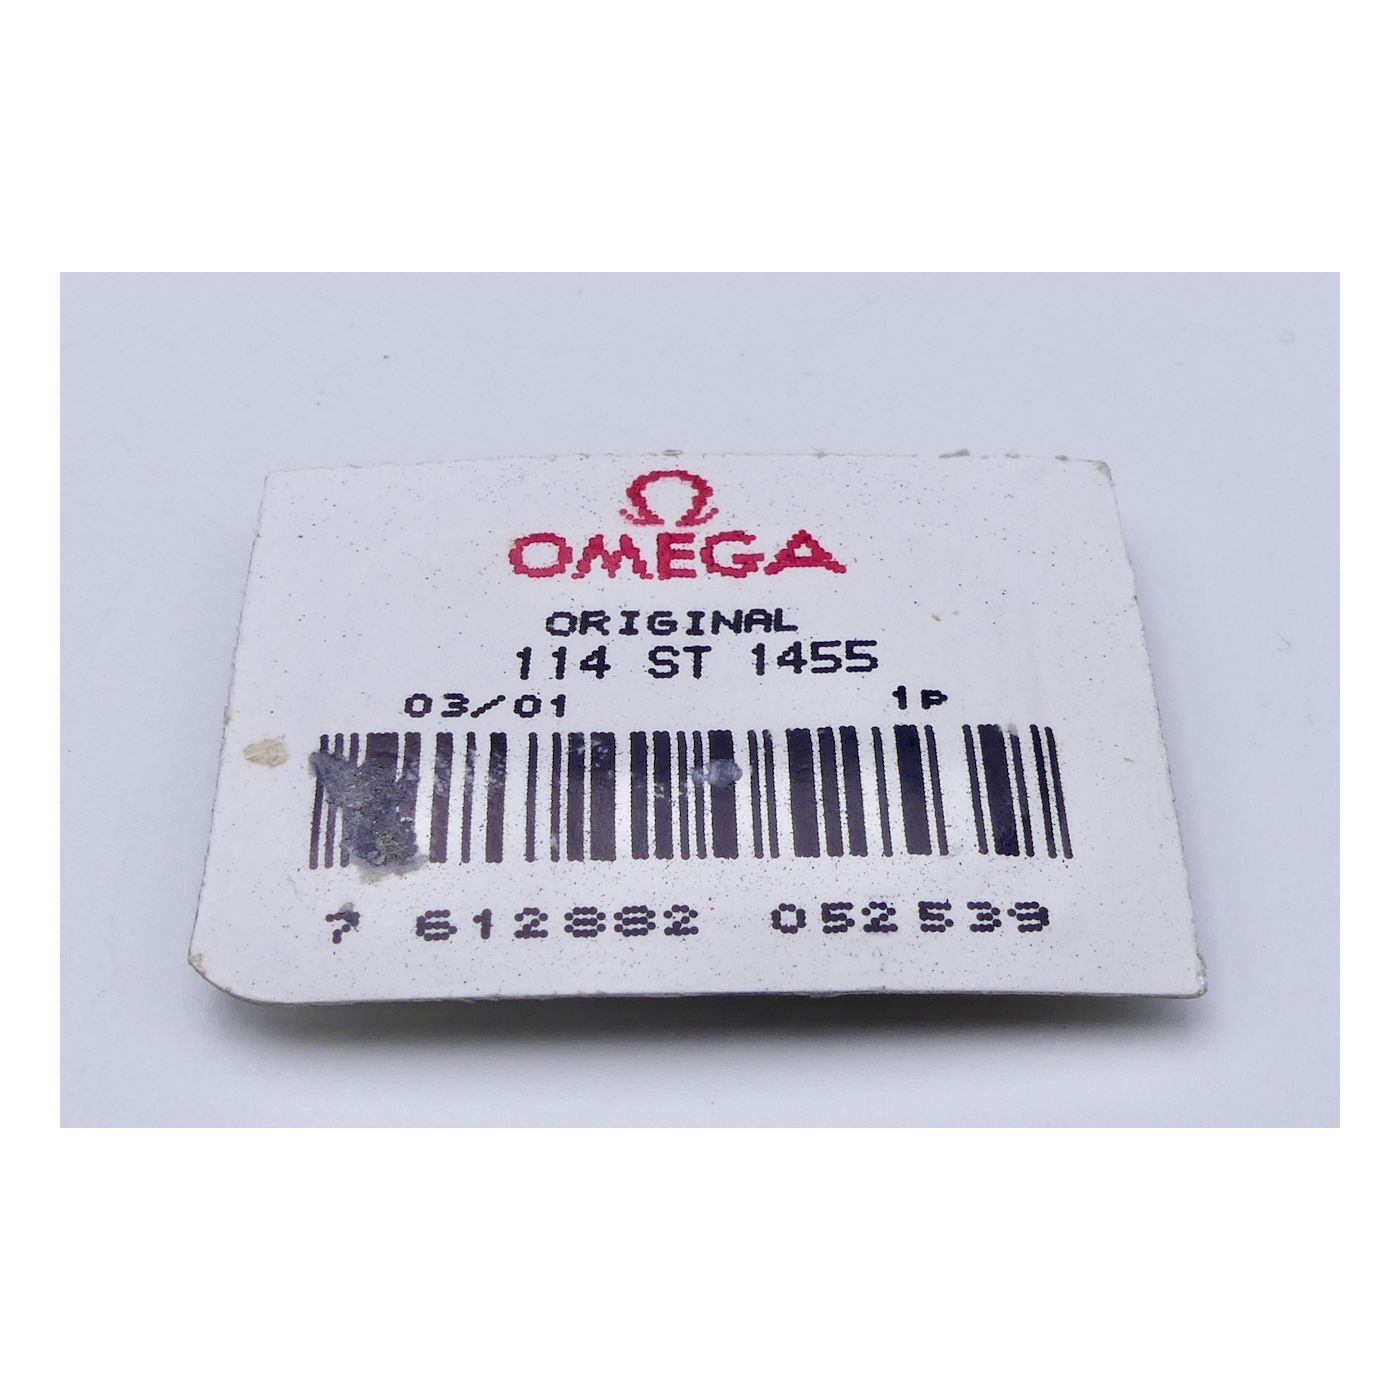 Ω
OMEGA
ORIGINAL
114 ST 1455
03/01 1P
7 612882 052539